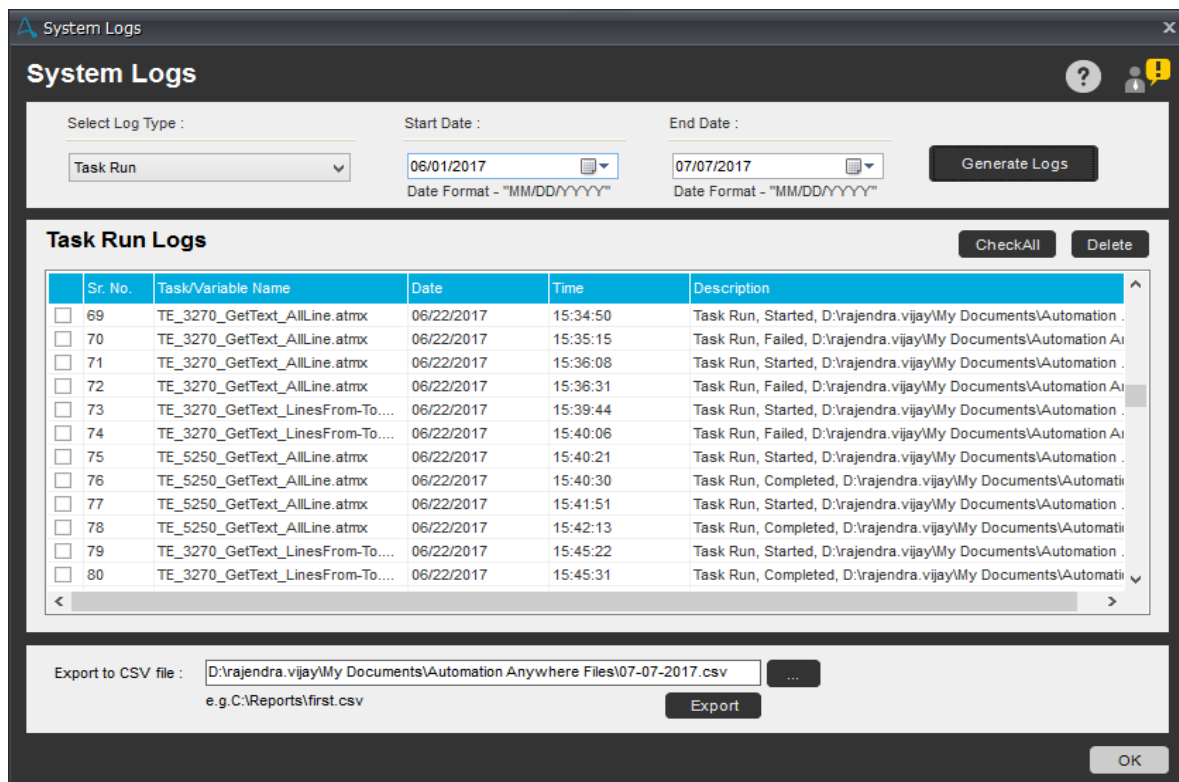 System Logs
x
System Logs
?
!
Select Log Type :
Start Date :
End Date :
Task Run
06/01/2017
07/07/2017
Generate Logs
Date Format - "MM/DD/YYYY"
Date Format - "MM/DD/YYYY"
Task Run Logs
CheckAll
Delete
Sr. No. Task/Variable Name Date Time Description
69 TE_3270_GetText_AllLine.atmx 06/22/2017 15:34:50 Task Run, Started, D:\rajendra.vijay\My Documents\Automation .
70 TE_3270_GetText_AllLine.atmx 06/22/2017 15:35:15 Task Run, Failed, D:\rajendra.vijay\My Documents\Automation
71 TE_3270_GetText_AllLine.atmx 06/22/2017 15:36:08 Task Run, Started, D:\rajendra.vijay\My Documents\Automation .
72 TE_3270_GetText_AllLine.atmx 06/22/2017 15:36:31 Task Run, Failed, D:\rajendra.vijay\My Documents\Automation
73 TE_3270_GetText_LinesFrom-To.... 06/22/2017 15:39:44 Task Run, Started, D:\rajendra.vijay\My Documents\Automation .
74 TE_3270_GetText_LinesFrom-To.... 06/22/2017 15:40:06 Task Run, Failed, D:\rajendra.vijay\My Documents\Automation
75 TE_5250_GetText_AllLine.atmx 06/22/2017 15:40:21 Task Run, Started, D:\rajendra.vijay\My Documents\Automation .
76 TE_5250_GetText_AllLine.atmx 06/22/2017 15:40:30 Task Run, Completed, D:\rajendra.vijay\My Documents\Automati
77 TE_5250_GetText_AllLine.atmx 06/22/2017 15:41:51 Task Run, Started, D:\rajendra.vijay\My Documents\Automation .
78 TE_5250_GetText_AllLine.atmx 06/22/2017 15:42:13 Task Run, Completed, D:\rajendra.vijay\My Documents\Automati
79 TE_3270_GetText_LinesFrom-To.... 06/22/2017 15:45:22 Task Run, Started, D:\rajendra.vijay\My Documents\Automation .
80 TE_3270_GetText_LinesFrom-To.... 06/22/2017 15:45:31 Task Run, Completed, D:\rajendra.vijay\My Documents\Automati
Export to CSV file : D:\rajendra.vijay\My Documents\Automation Anywhere Files\07-07-2017.csv ...
e.g.C:\Reports\first.csv
Export
OK